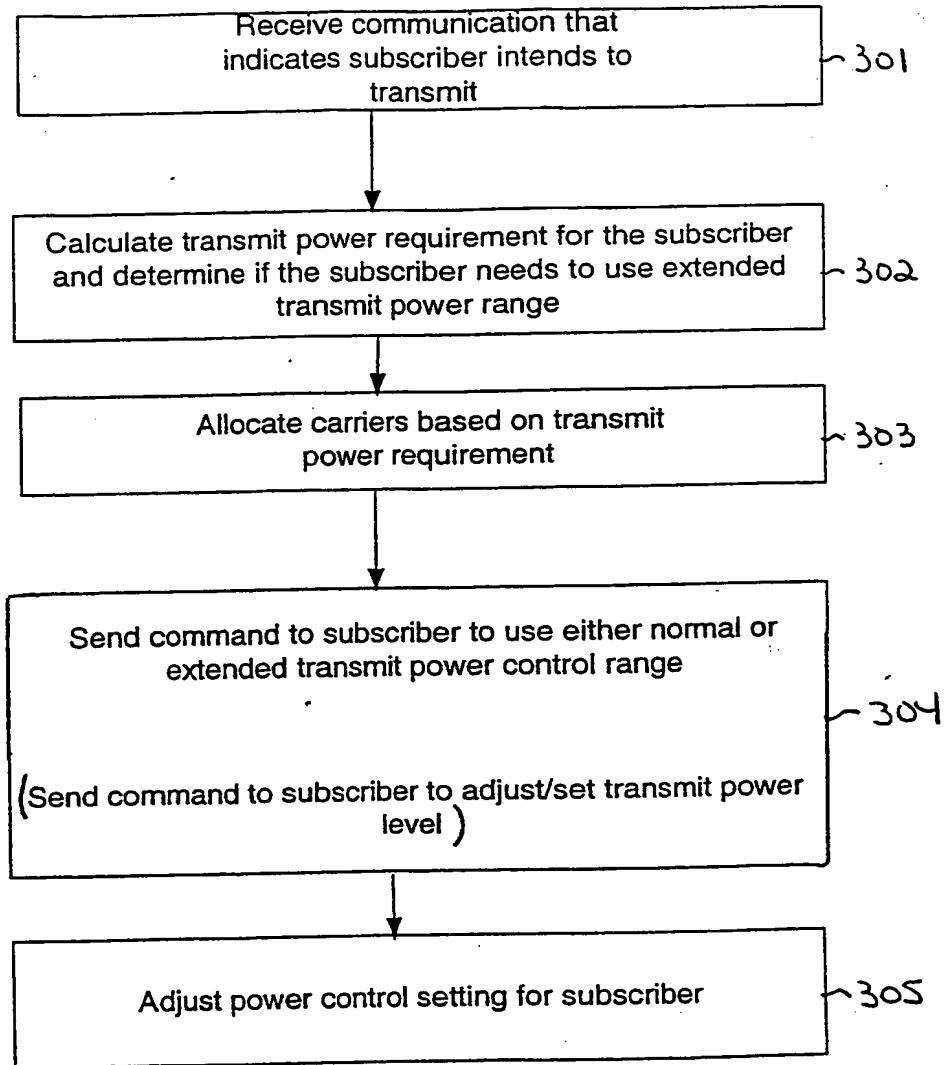 Receive communication that
indicates subscriber intends to
transmit
301
Calculate transmit power requirement for the subscriber
and determine if the subscriber needs to use extended
transmit power range
302
Allocate carriers based on transmit
power requirement
303
Send command to subscriber to use either normal or
extended transmit power control range
304
(Send command to subscriber to adjust/set transmit power
level)
Adjust power control setting for subscriber
305